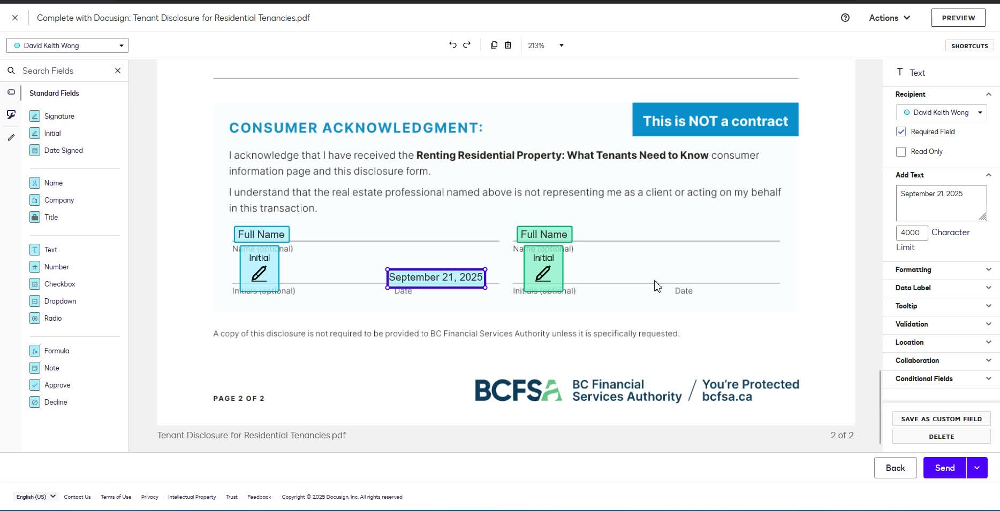 Complete with Docusign: Tenant Disclosure for Residential Tenancies.pdf
Actions
PREVIEW
David Keith Wong
213%
SHORTCUTS
Search Fields
Standard Fields
Signature
Initial
Date Signed
Name
Company
Title
Text
Number
Checkbox
Dropdown
Radio
Formula
Note
Approve
Decline
This is NOT a contract
CONSUMER ACKNOWLEDGMENT:
I acknowledge that I have received the Renting Residential Property: What Tenants Need to Know consumer
information page and this disclosure form.
I understand that the real estate professional named above is not representing me as a client or acting on my behalf
in this transaction.
Full Name
Full Name
Name (optional)
Name (optional)
Initial
Initial
September 21, 2025
Initials (optional)
Date
Initials (optional)
Date
A copy of this disclosure is not required to be provided to BC Financial Services Authority unless it is specifically requested.
PAGE 2 OF 2
BCFSA
BC Financial
Services Authority
You're Protected
bcfsa.ca
Tenant Disclosure for Residential Tenancies.pdf
2 of 2
Text
Recipient
David Keith Wong
Required Field
Read Only
Add Text
September 21, 2025
4000 Character
Limit
Formatting
Data Label
Tooltip
Validation
Location
Collaboration
Conditional Fields
SAVE AS CUSTOM FIELD
DELETE
Back
Send
English (US)
Contact Us
Terms of Use
Privacy
Intellectual Property
Trust
Feedback
Copyright © 2025 Docusign, Inc. All rights reserved